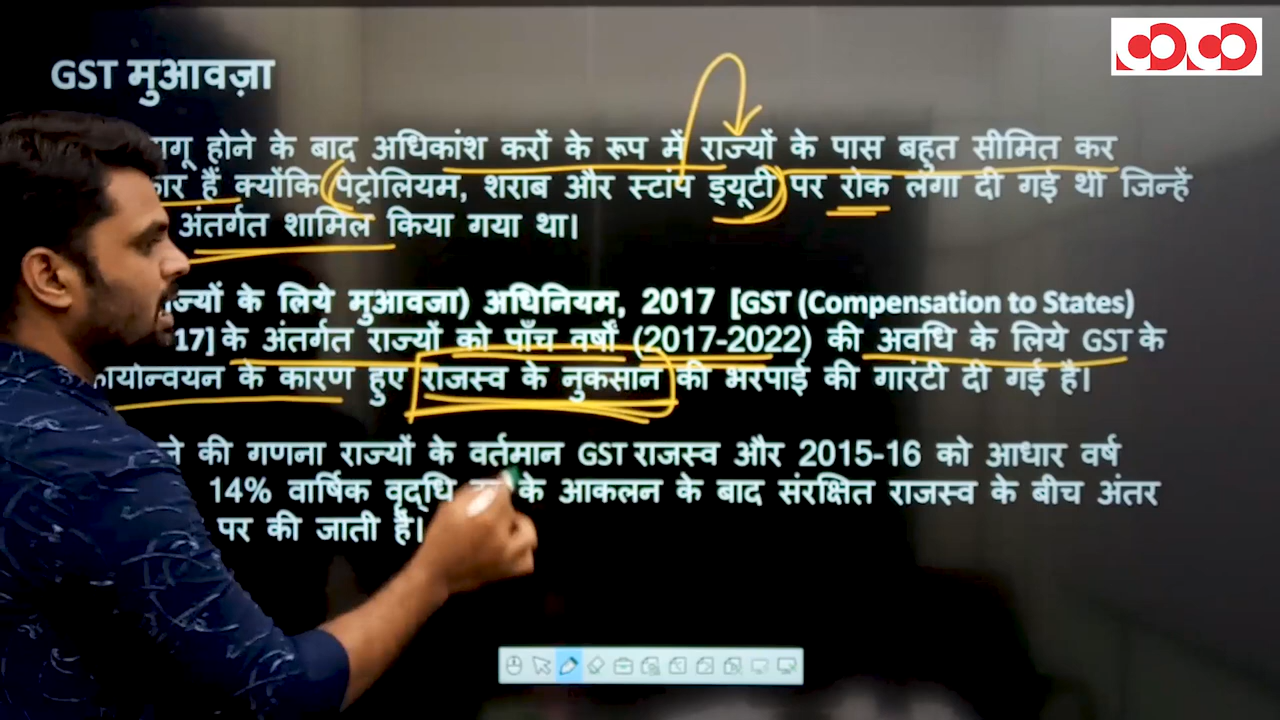 GST मुआवज़ा
होने के बाद अधिकांश करों के रूप में राज्यों के पास बहुत सीमित कर
हैं क्योंकि पेट्रोलियम, शराब और स्टांप ड्यूटी पर रोक लगा दी गई थी जिन्हें
अंतर्गत शामिल किया गया था।
के लिये मुआवजा) अधिनियम, 2017 [GST (Compensation to States)
17] के अंतर्गत राज्यों को पाँच वर्षों (2017-2022) की अवधि के लिये GST के
के कारण हुए राजस्व के नुकसान की भरपाई की गारंटी दी गई है।
की गणना राज्यों के वर्तमान GST राजस्व और 2015-16 को आधार वर्ष
14% वार्षिक वृद्धि के आकलन के बाद संरक्षित राजस्व के बीच अंतर
पर की जाती है।